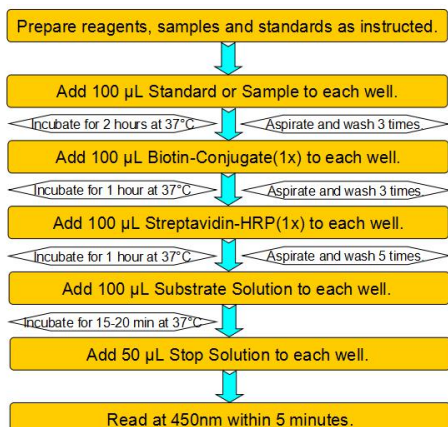 Prepare reagents, samples and standards as instructed.
Add 100 µL Standard or Sample to each well.
Incubate for 2 hours at 37°C
Aspirate and wash 3 times.
Add 100 µL Biotin-Conjugate(1x) to each well.
Incubate for 1 hour at 37°C
Aspirate and wash 3 times.
Add 100 µL Streptavidin-HRP(1x) to each well.
Incubate for 1 hour at 37°C
Aspirate and wash 5 times.
Add 100 µL Substrate Solution to each well.
Incubate for 15-20 min at 37°C
Add 50 µL Stop Solution to each well.
Read at 450nm within 5 minutes.